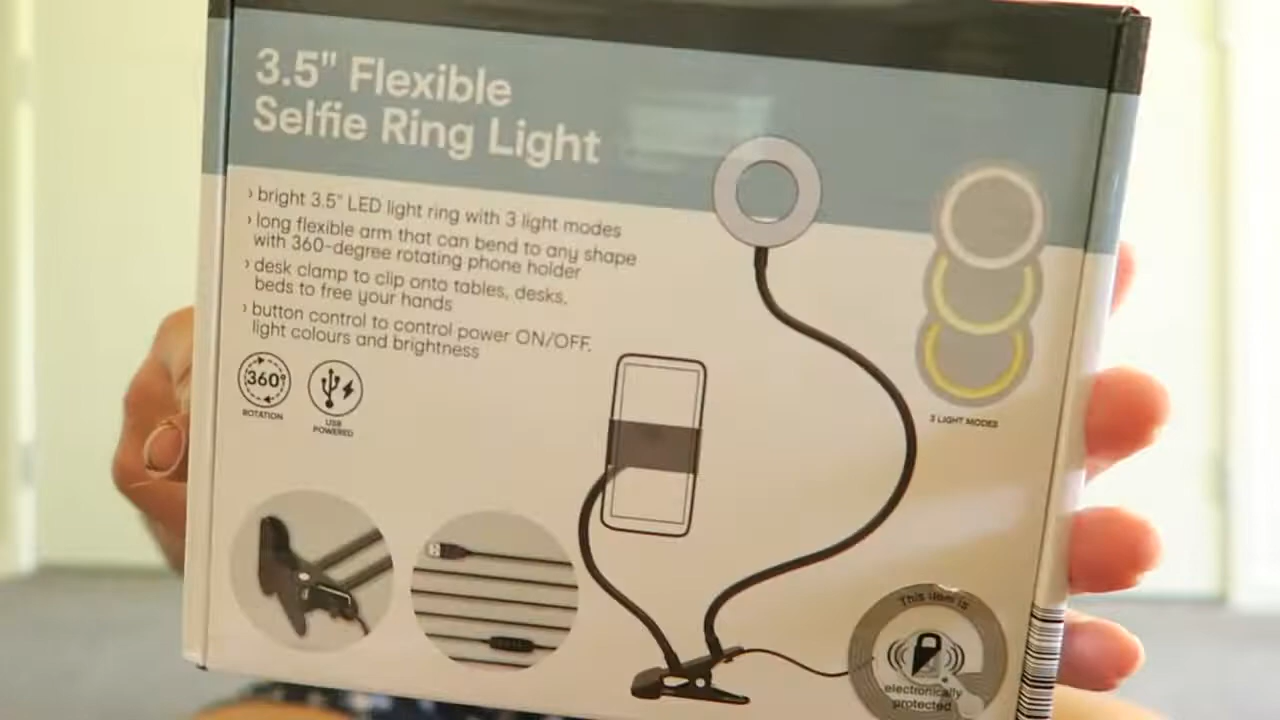 3.5" Flexible
Selfie Ring Light
› bright 3.5" LED light ring with 3 light modes
› long flexible arm that can bend to any shape
with 360-degree rotating phone holder
› desk clamp to clip onto tables, desks,
beds to free your hands
› button control to control power ON/OFF,
light colours and brightness
360°
ROTATION
USB
POWERED
3 LIGHT MODES
This item is
electronically
protected